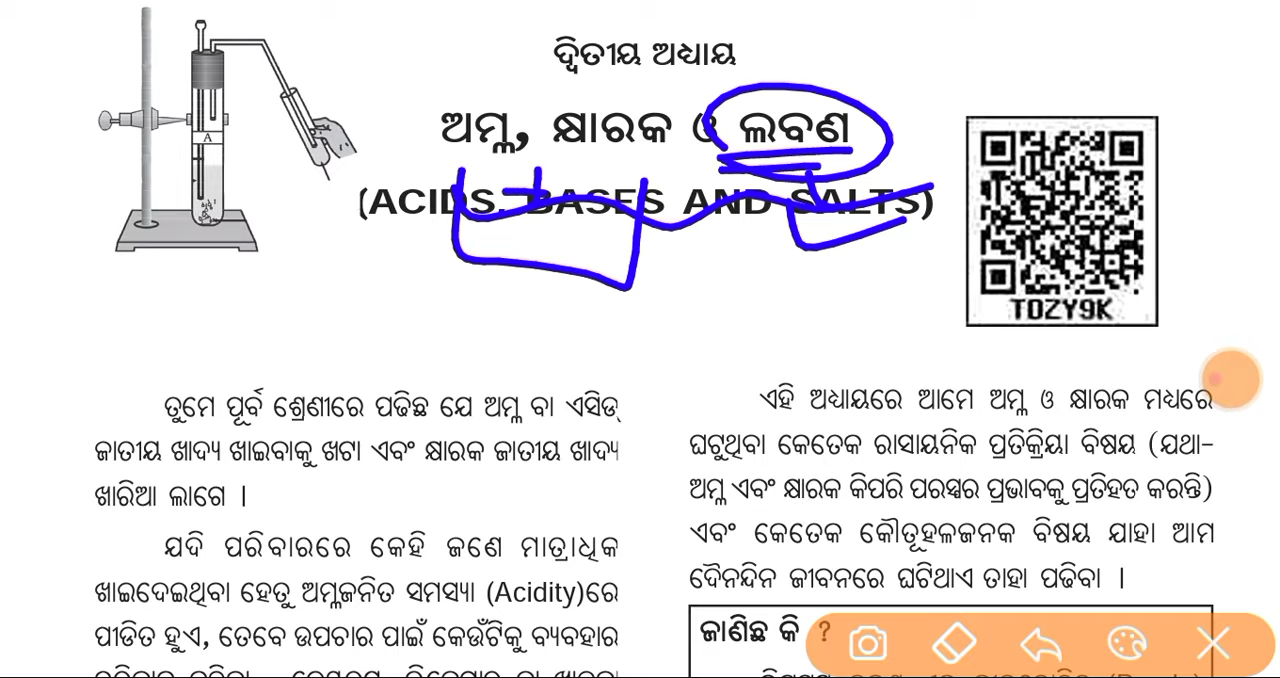 ଦ୍ୱିତୀୟ ଅଧ୍ୟାୟ
ଅମ୍ଳ, କ୍ଷାରକ ଓ ଲବଣ
(ACIDS, BASES AND SALTS)
A
TOZY9K
ତୁମେ ପୂର୍ବ ଶ୍ରେଣୀରେ ପଢିଛ ଯେ ଅମ୍ଳ ବା ଏସିଡ୍
ଜାତୀୟ ଖାଦ୍ୟ ଖାଇବାକୁ ଖଟା ଏବଂ କ୍ଷାରକ ଜାତୀୟ ଖାଦ୍ୟ
ଖାରିଆ ଲାଗେ ।
ଯଦି ପରିବାରରେ କେହି ଜଣେ ମାତ୍ରାଧିକ
ଖାଇଦେଇଥିବା ହେତୁ ଅମ୍ଳଜନିତ ସମସ୍ୟା (Acidity)ରେ
ପୀଡିତ ହୁଏ, ତେବେ ଉପଚାର ପାଇଁ କେଉଁଟିକୁ ବ୍ୟବହାର
ଏହି ଅଧ୍ୟାୟରେ ଆମେ ଅମ୍ଳ ଓ କ୍ଷାରକ ମଧ୍ୟରେ
ଘଟୁଥିବା କେତେକ ରାସାୟନିକ ପ୍ରତିକ୍ରିୟା ବିଷୟ (ଯଥା-
ଅମ୍ଳ ଏବଂ କ୍ଷାରକ କିପରି ପରସ୍ପର ପ୍ରଭାବକୁ ପ୍ରତିହତ କରନ୍ତି)
ଏବଂ କେତେକ କୌତୂହଳଜନକ ବିଷୟ ଯାହା ଆମ
ଦୈନନ୍ଦିନ ଜୀବନରେ ଘଟିଥାଏ ତାହା ପଢିବା ।
ଜାଣିଛ କି ?